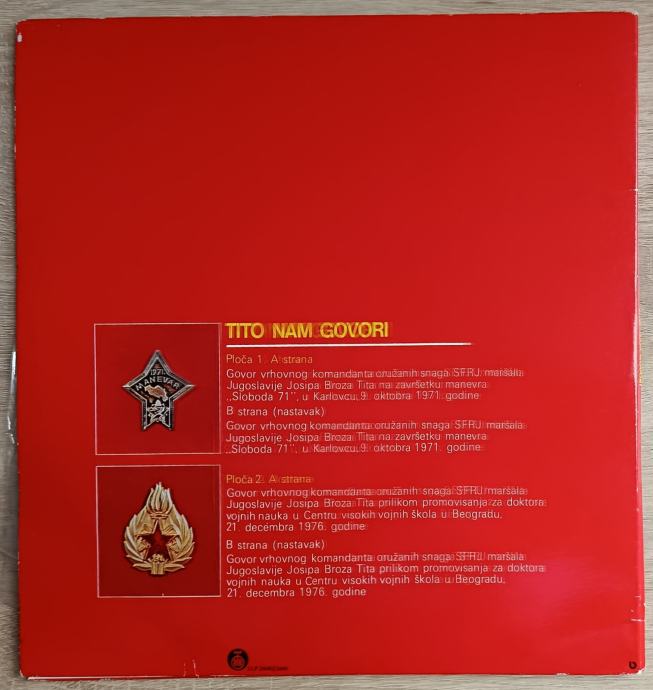 TITO NAM GOVORI
Ploča 1. A strana
Govor vrhovnog komandanta oružanih snaga SFRJ maršala
Jugoslavije Josipa Broza Tita na završetku manevra
,,Sloboda 71”, u Karlovcu, 9. oktobra 1971. godine
B strana (nastavak)
Govor vrhovnog komandanta oružanih snaga SFRJ maršala
Jugoslavije Josipa Broza Tita na završetku manevra
,,Sloboda 71”, u Karlovcu, 9. oktobra 1971. godine
1971
MANEVAR
Ploča 2. A strana
Govor vrhovnog komandanta oružanih snaga SFRJ maršala
Jugoslavije Josipa Broza Tita prilikom promovisanja za doktora
vojnih nauka u Centru visokih vojnih škola u Beogradu,
21. decembra 1976. godine
B strana (nastavak)
Govor vrhovnog komandanta oružanih snaga SFRJ maršala
Jugoslavije Josipa Broza Tita prilikom promovisanja za doktora
vojnih nauka u Centru visokih vojnih škola u Beogradu,
21. decembra 1976. godine